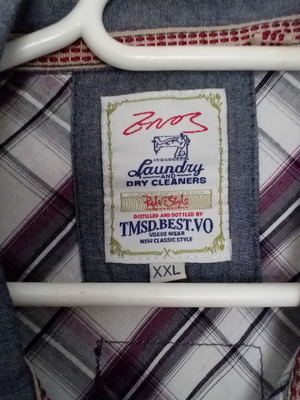 Laundry
AND
DRY CLEANERS
DISTILLED AND BOTTLED BY
TMSD.BEST.VO
VOGUE WEAR
NEW CLASSIC STYLE
XXL